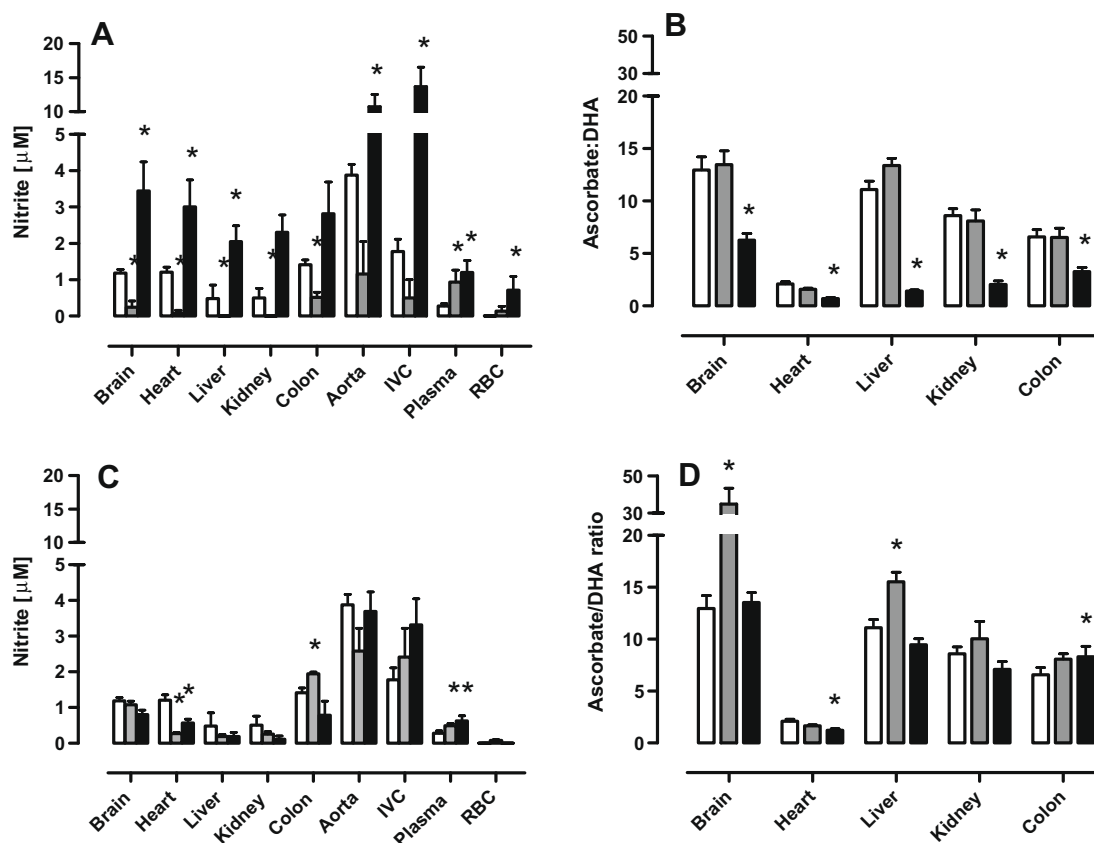 A
Nitrite [μM]
20
15
10
5
4
3
2
1
0
* * * * * * * * * * * * * *
Brain
Heart
Liver
Kidney
Colon
Aorta
IVC
Plasma
RBC
B
Ascorbate:DHA
50
30
20
15
10
5
0
* * * * *
Brain
Heart
Liver
Kidney
Colon
C
Nitrite [μM]
20
15
10
5
4
3
2
1
0
* * * **
Brain
Heart
Liver
Kidney
Colon
Aorta
IVC
Plasma
RBC
D
Ascorbate/DHA ratio
50
30
20
15
10
5
0
* * * *
Brain
Heart
Liver
Kidney
Colon